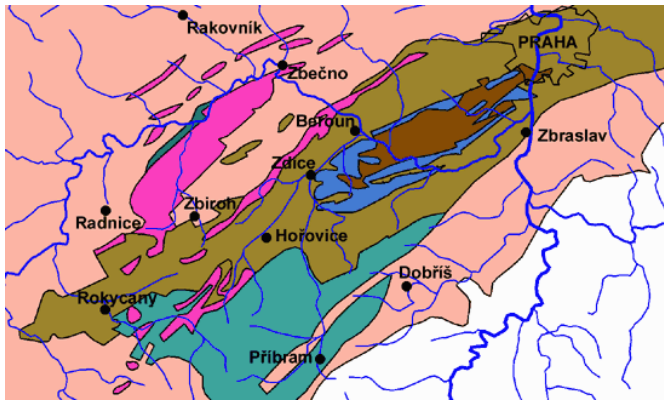 Rakovník
PRAHA
Zbečno
Beroun
Zbraslav
Zdice
Radnice
Zbiroh
Hořovice
Dobříš
Rokycany
Příbram